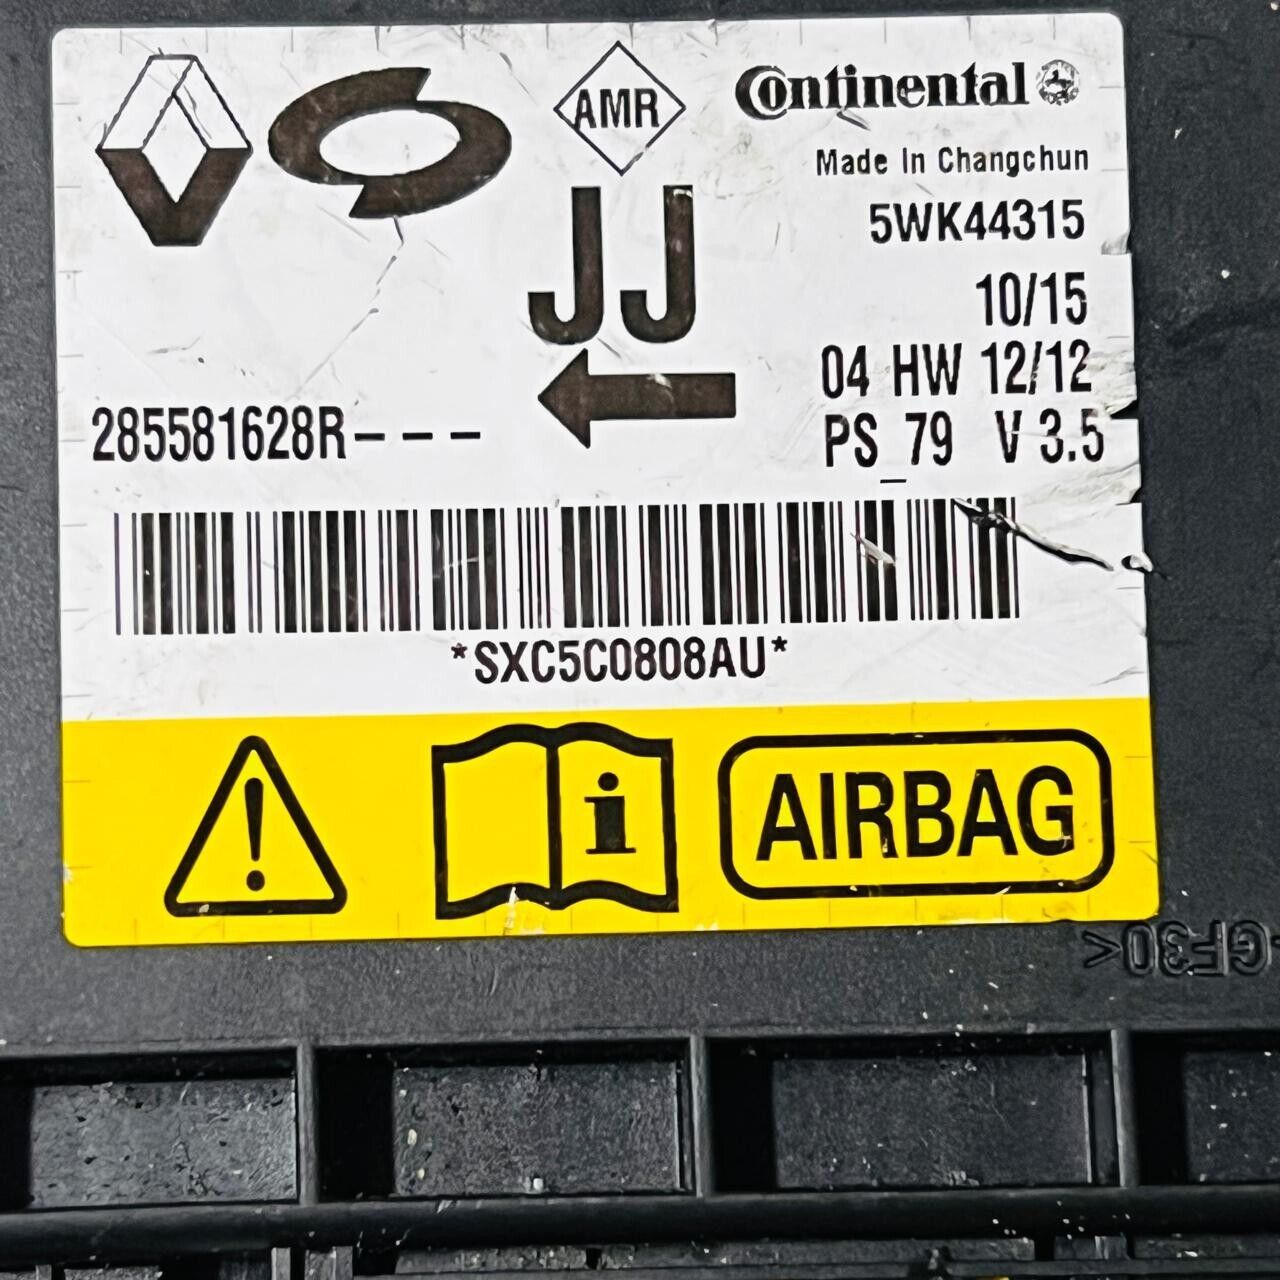 AMR
Continental
Made In Changchun
JJ
5WK44315
10/15
04 HW 12/12
285581628R---
PS_79 V 3.5
*SXC5C0808AU*
i
AIRBAG
GF30<